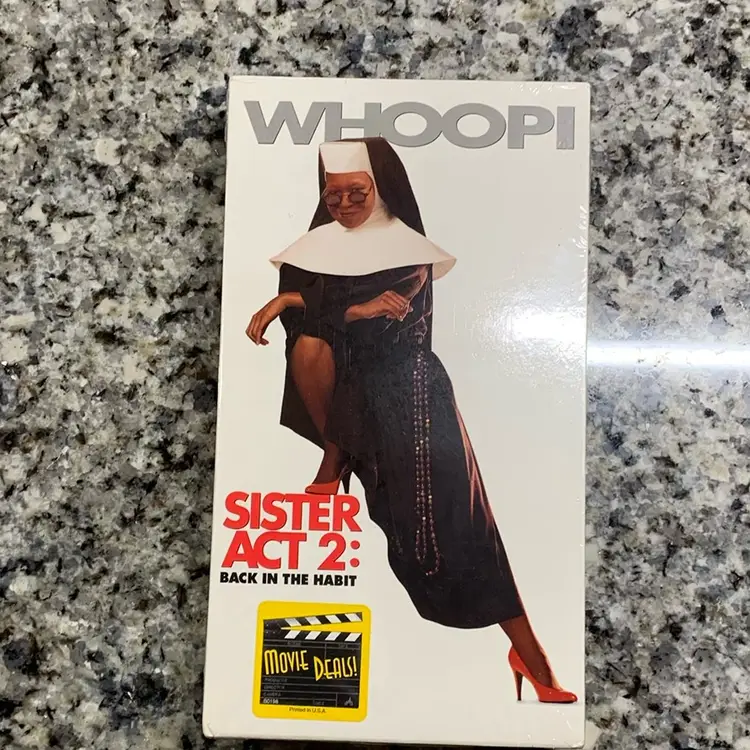 WHOOPI
SISTER
ACT 2:
BACK IN THE HABIT
MOVIE DEALS!
Printed in U.S.A.